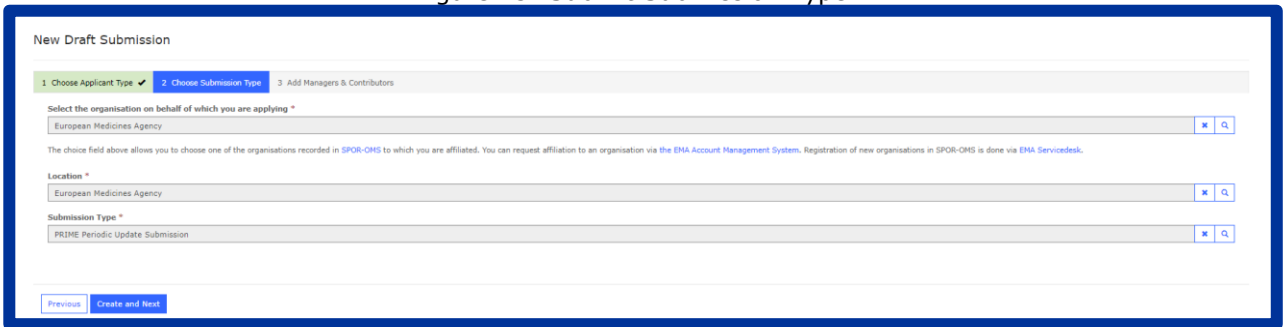 New Draft Submission
1 Choose Applicant Type ✔ 2 Choose Submission Type 3 Add Managers & Contributors
Select the organisation on behalf of which you are applying *
European Medicines Agency
The choice field above allows you to choose one of the organisations recorded in SPOR-OMS to which you are affiliated. You can request affiliation to an organisation via the EMA Account Management System. Registration of new organisations in SPOR-OMS is done via EMA Servicedesk.
Location *
European Medicines Agency
Submission Type *
PRIME Periodic Update Submission
Previous Create and Next